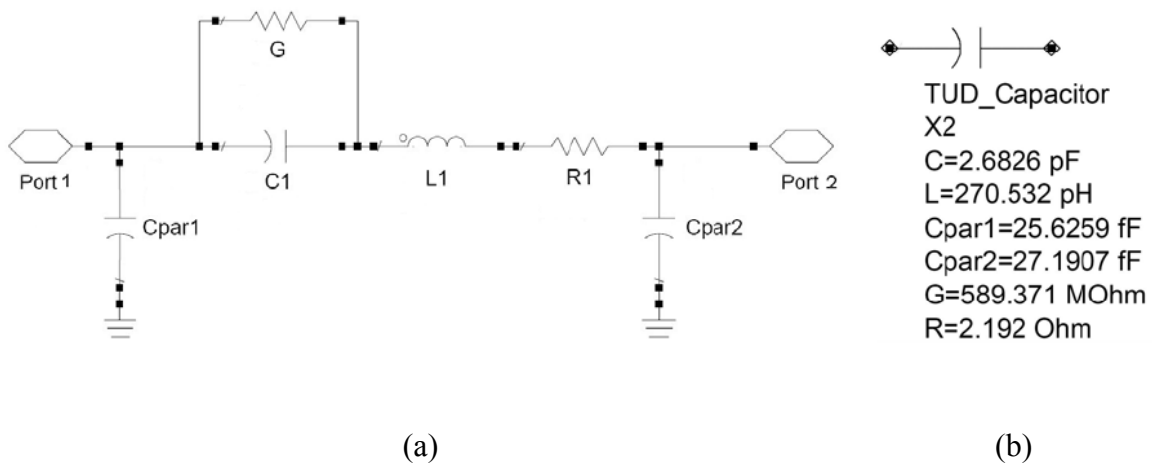 G
Port 1
C1
L1
R1
Port 2
Cpar1
Cpar2
TUD_Capacitor
X2
C=2.6826 pF
L=270.532 pH
Cpar1=25.6259 fF
Cpar2=27.1907 fF
G=589.371 MOhm
R=2.192 Ohm
(a)
(b)